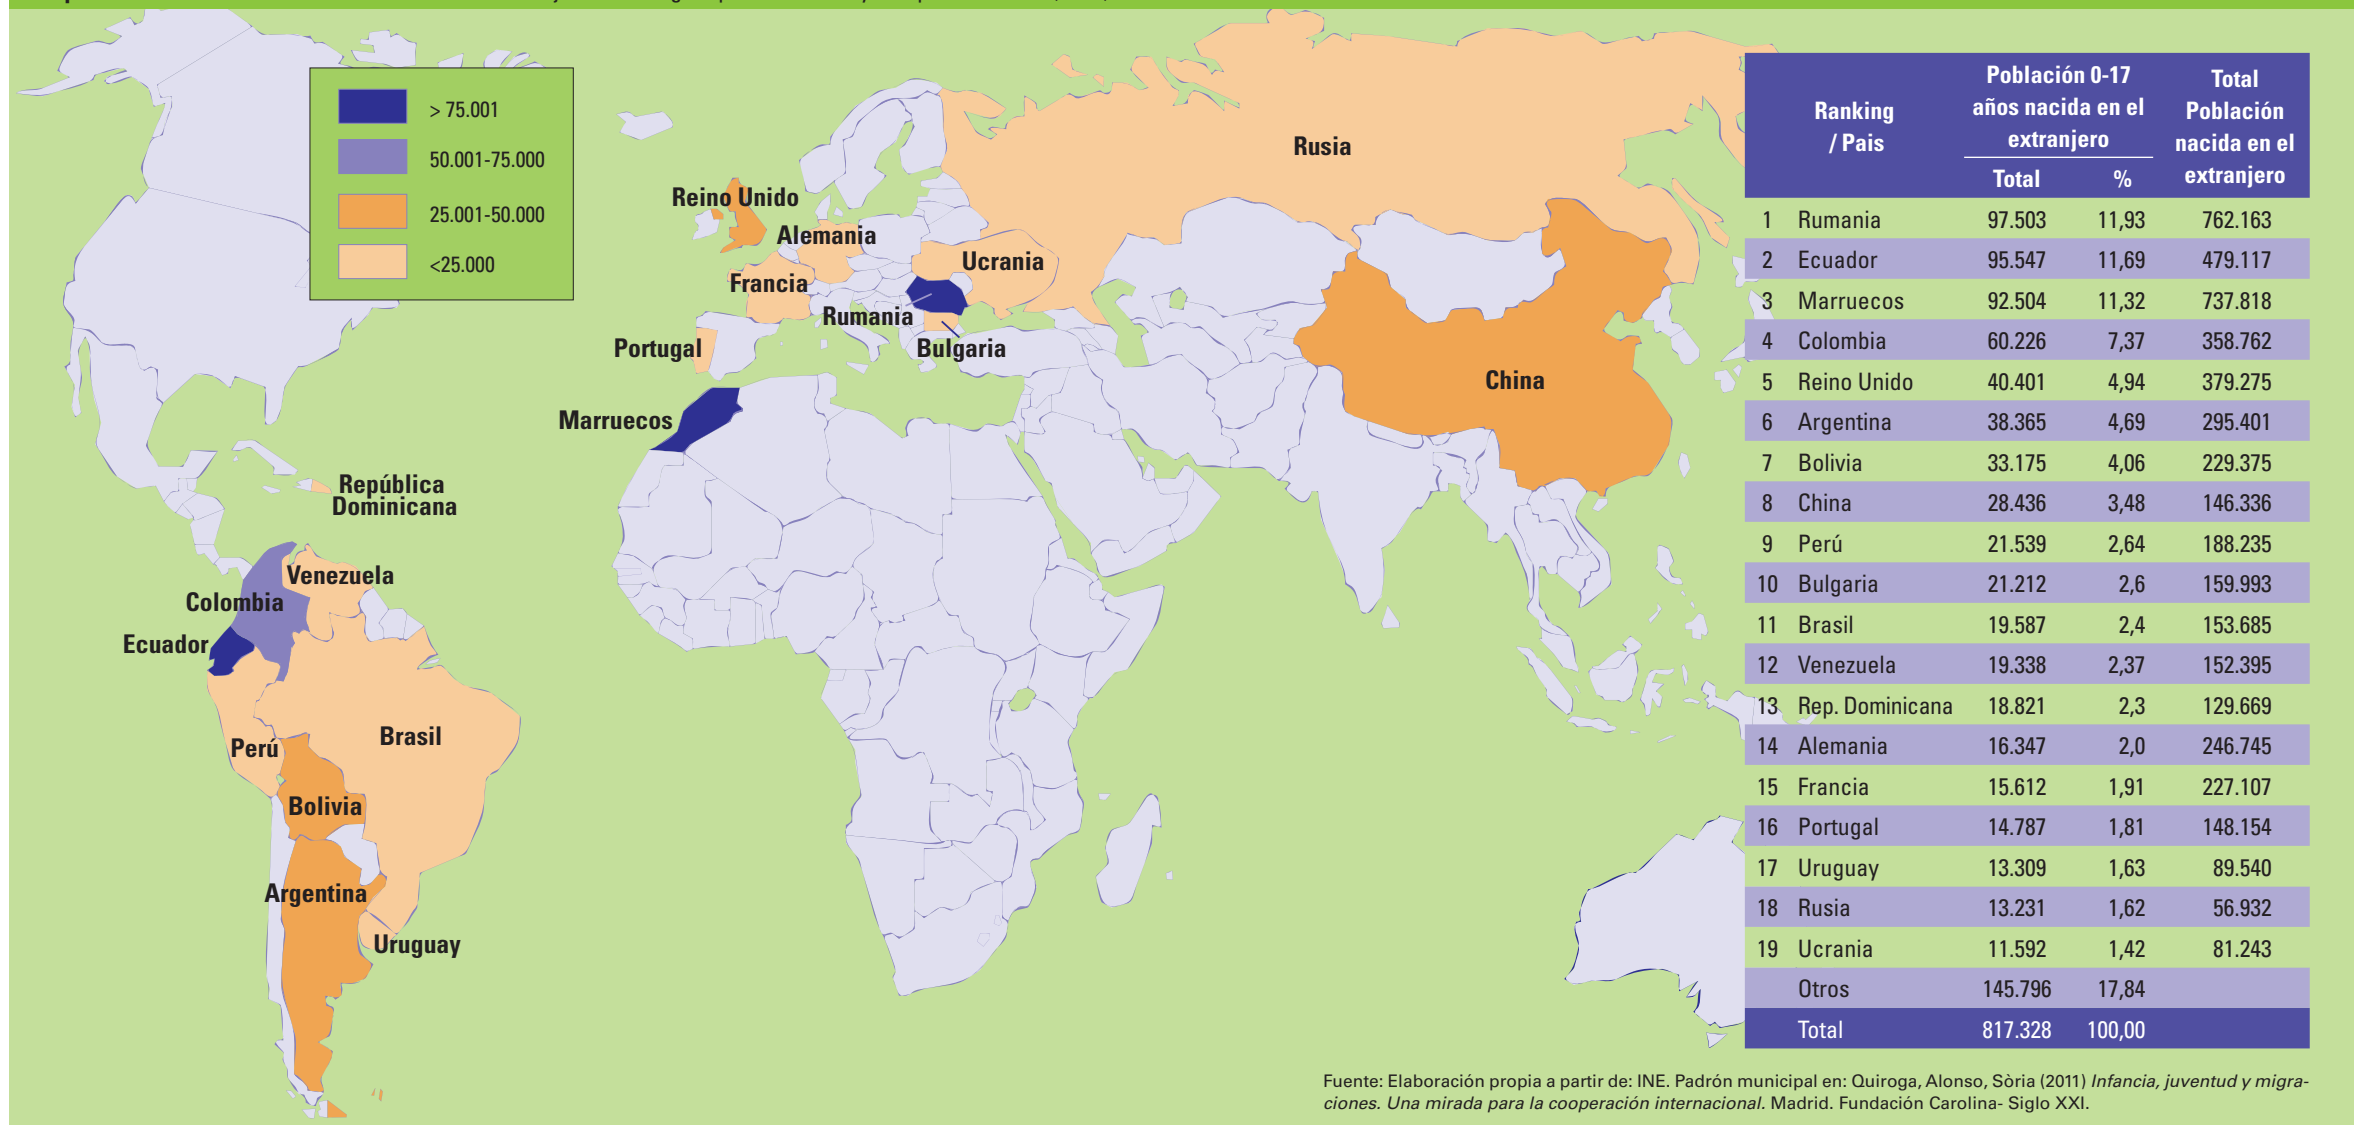 > 75.001
50.001-75.000
25.001-50.000
<25.000
Rusia
Reino Unido
Alemania
Ucrania
Francia
Rumania
Portugal
Bulgaria
China
Marruecos
República
Dominicana
Venezuela
Colombia
Ecuador
Brasil
Perú
Bolivia
Argentina
Uruguay
Ranking
/ Pais
Población 0-17
años nacida en el
extranjero
Total
Población
nacida en el
extranjero
Total %
1 Rumania 97.503 11,93 762.163
2 Ecuador 95.547 11,69 479.117
3 Marruecos 92.504 11,32 737.818
4 Colombia 60.226 7,37 358.762
5 Reino Unido 40.401 4,94 379.275
6 Argentina 38.365 4,69 295.401
7 Bolivia 33.175 4,06 229.375
8 China 28.436 3,48 146.336
9 Perú 21.539 2,64 188.235
10 Bulgaria 21.212 2,6 159.993
11 Brasil 19.587 2,4 153.685
12 Venezuela 19.338 2,37 152.395
13 Rep. Dominicana 18.821 2,3 129.669
14 Alemania 16.347 2,0 246.745
15 Francia 15.612 1,91 227.107
16 Portugal 14.787 1,81 148.154
17 Uruguay 13.309 1,63 89.540
18 Rusia 13.231 1,62 56.932
19 Ucrania 11.592 1,42 81.243
Otros 145.796 17,84
Total 817.328 100,00
Fuente: Elaboración propia a partir de: INE. Padrón municipal en: Quiroga, Alonso, Sòria (2011) Infancia, juventud y migra-
ciones. Una mirada para la cooperación internacional. Madrid. Fundación Carolina- Siglo XXI.